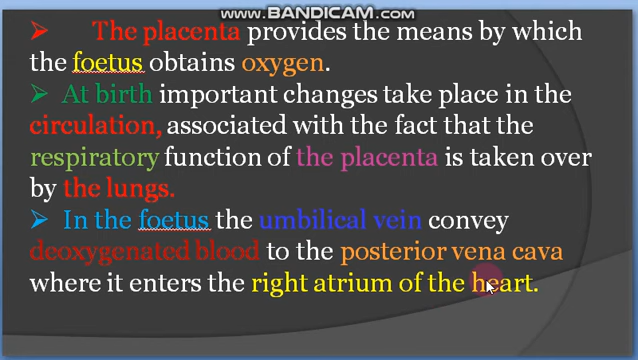 www.BANDICAM.com
The placenta provides the means by which
the foetus obtains oxygen.
At birth important changes take place in the
circulation, associated with the fact that the
respiratory function of the placenta is taken over
by the lungs.
In the foetus the umbilical vein convey
deoxygenated blood to the posterior vena cava
where it enters the right atrium of the heart.